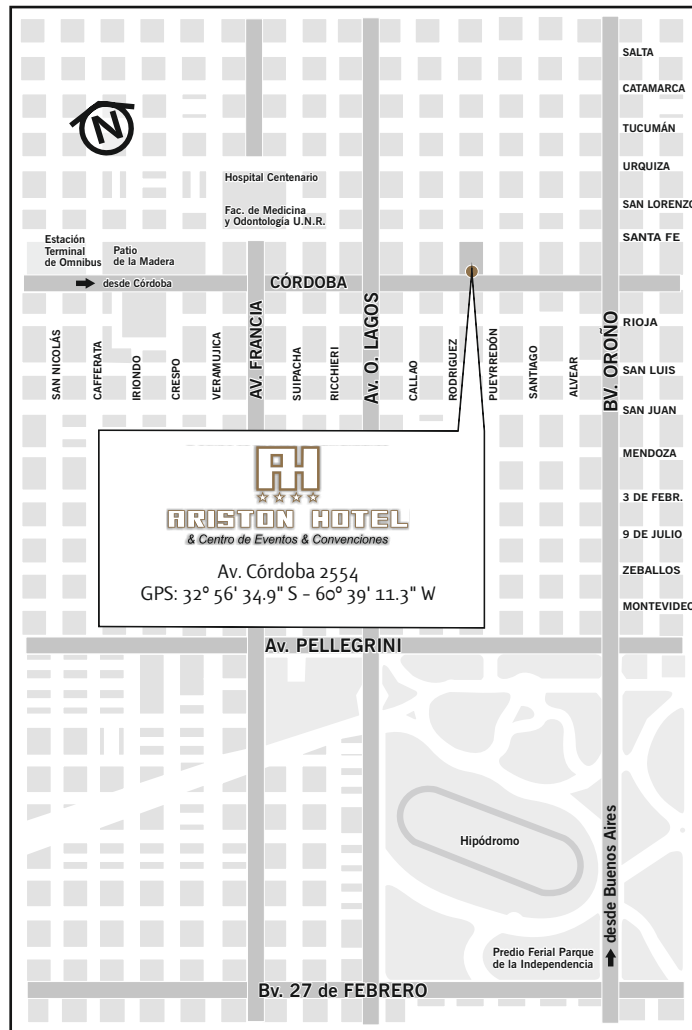 SALTA
CATAMARCA
TUCUMÁN
URQUIZA
SAN LORENZO
SANTA FE
N
Hospital Centenario
Fac. de Medicina
y Odontología U.N.R.
Estación
Terminal
de Omnibus
Patio
de la Madera
desde Córdoba
CÓRDOBA
SAN NICOLÁS
CAFFERATA
IRIONDO
CRESPO
VERAMUJICA
AV. FRANCIA
SUIPACHA
RICCHIERI
Av. O. LAGOS
CALLAO
RODRIGUEZ
PUEYRREDÓN
SANTIAGO
ALVEAR
BV. OROÑO
RIOJA
SAN LUIS
SAN JUAN
MENDOZA
3 DE FEBR.
9 DE JULIO
ZEBALLOS
MONTEVIDEO
AH
ARISTON HOTEL
& Centro de Eventos & Convenciones
Av. Córdoba 2554
GPS: 32° 56' 34.9" S - 60° 39' 11.3" W
Av. PELLEGRINI
Hipódromo
desde Buenos Aires
Predio Ferial Parque
de la Independencia
Bv. 27 de FEBRERO